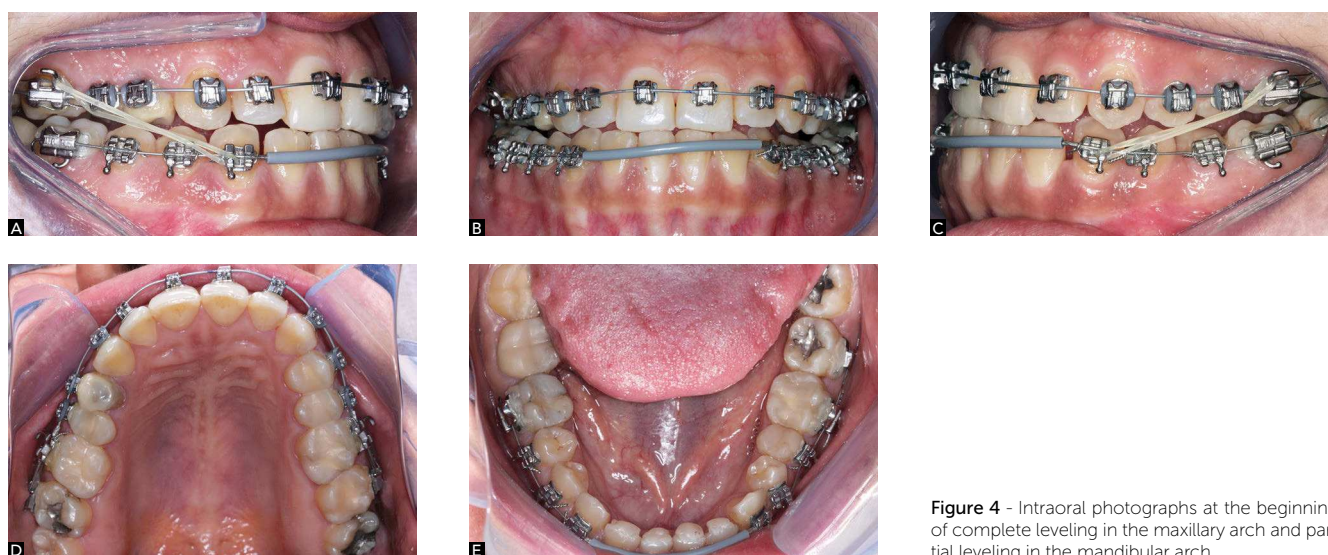 A
B
C
D
E
Figure 4 - Intraoral photographs at the beginning
of complete leveling in the maxillary arch and par-
tial leveling in the mandibular arch.